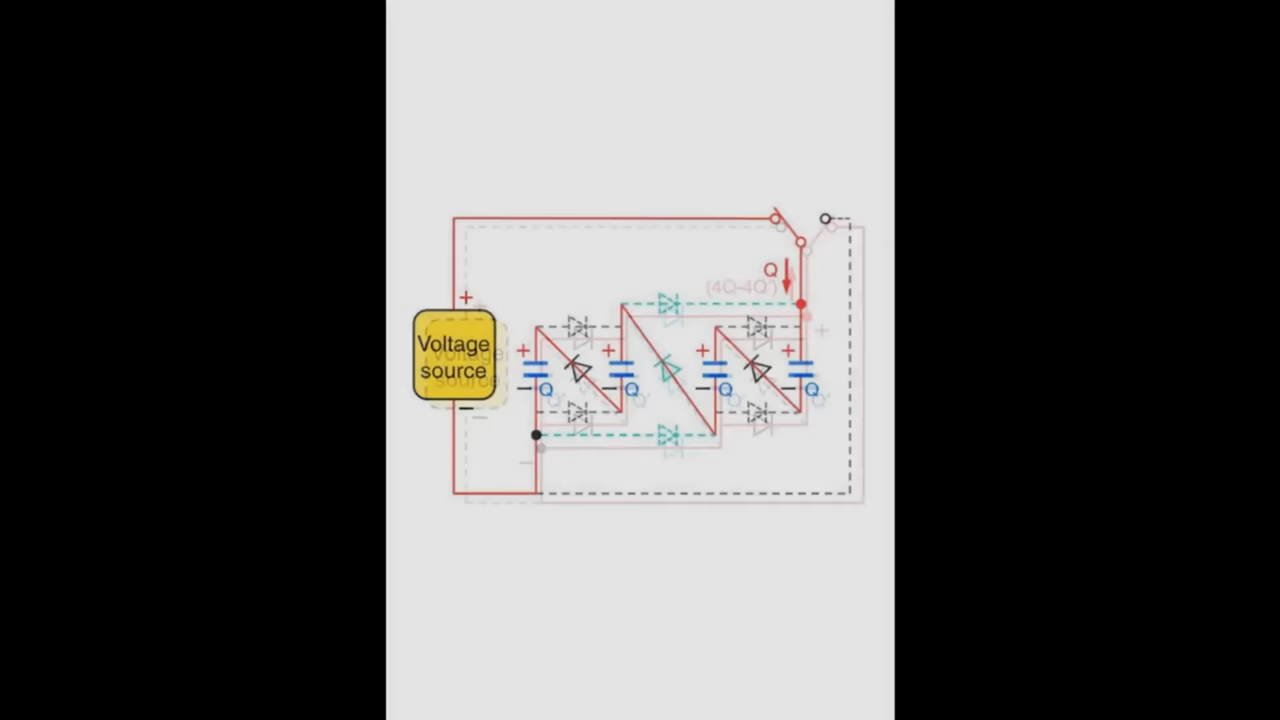 Q
(4Q-4Q')
+
+
Voltage
source
+
+
+
+
−
Q
−
Q
−
Q
−
Q
Q'
Q'
Q'
Q'
−
−